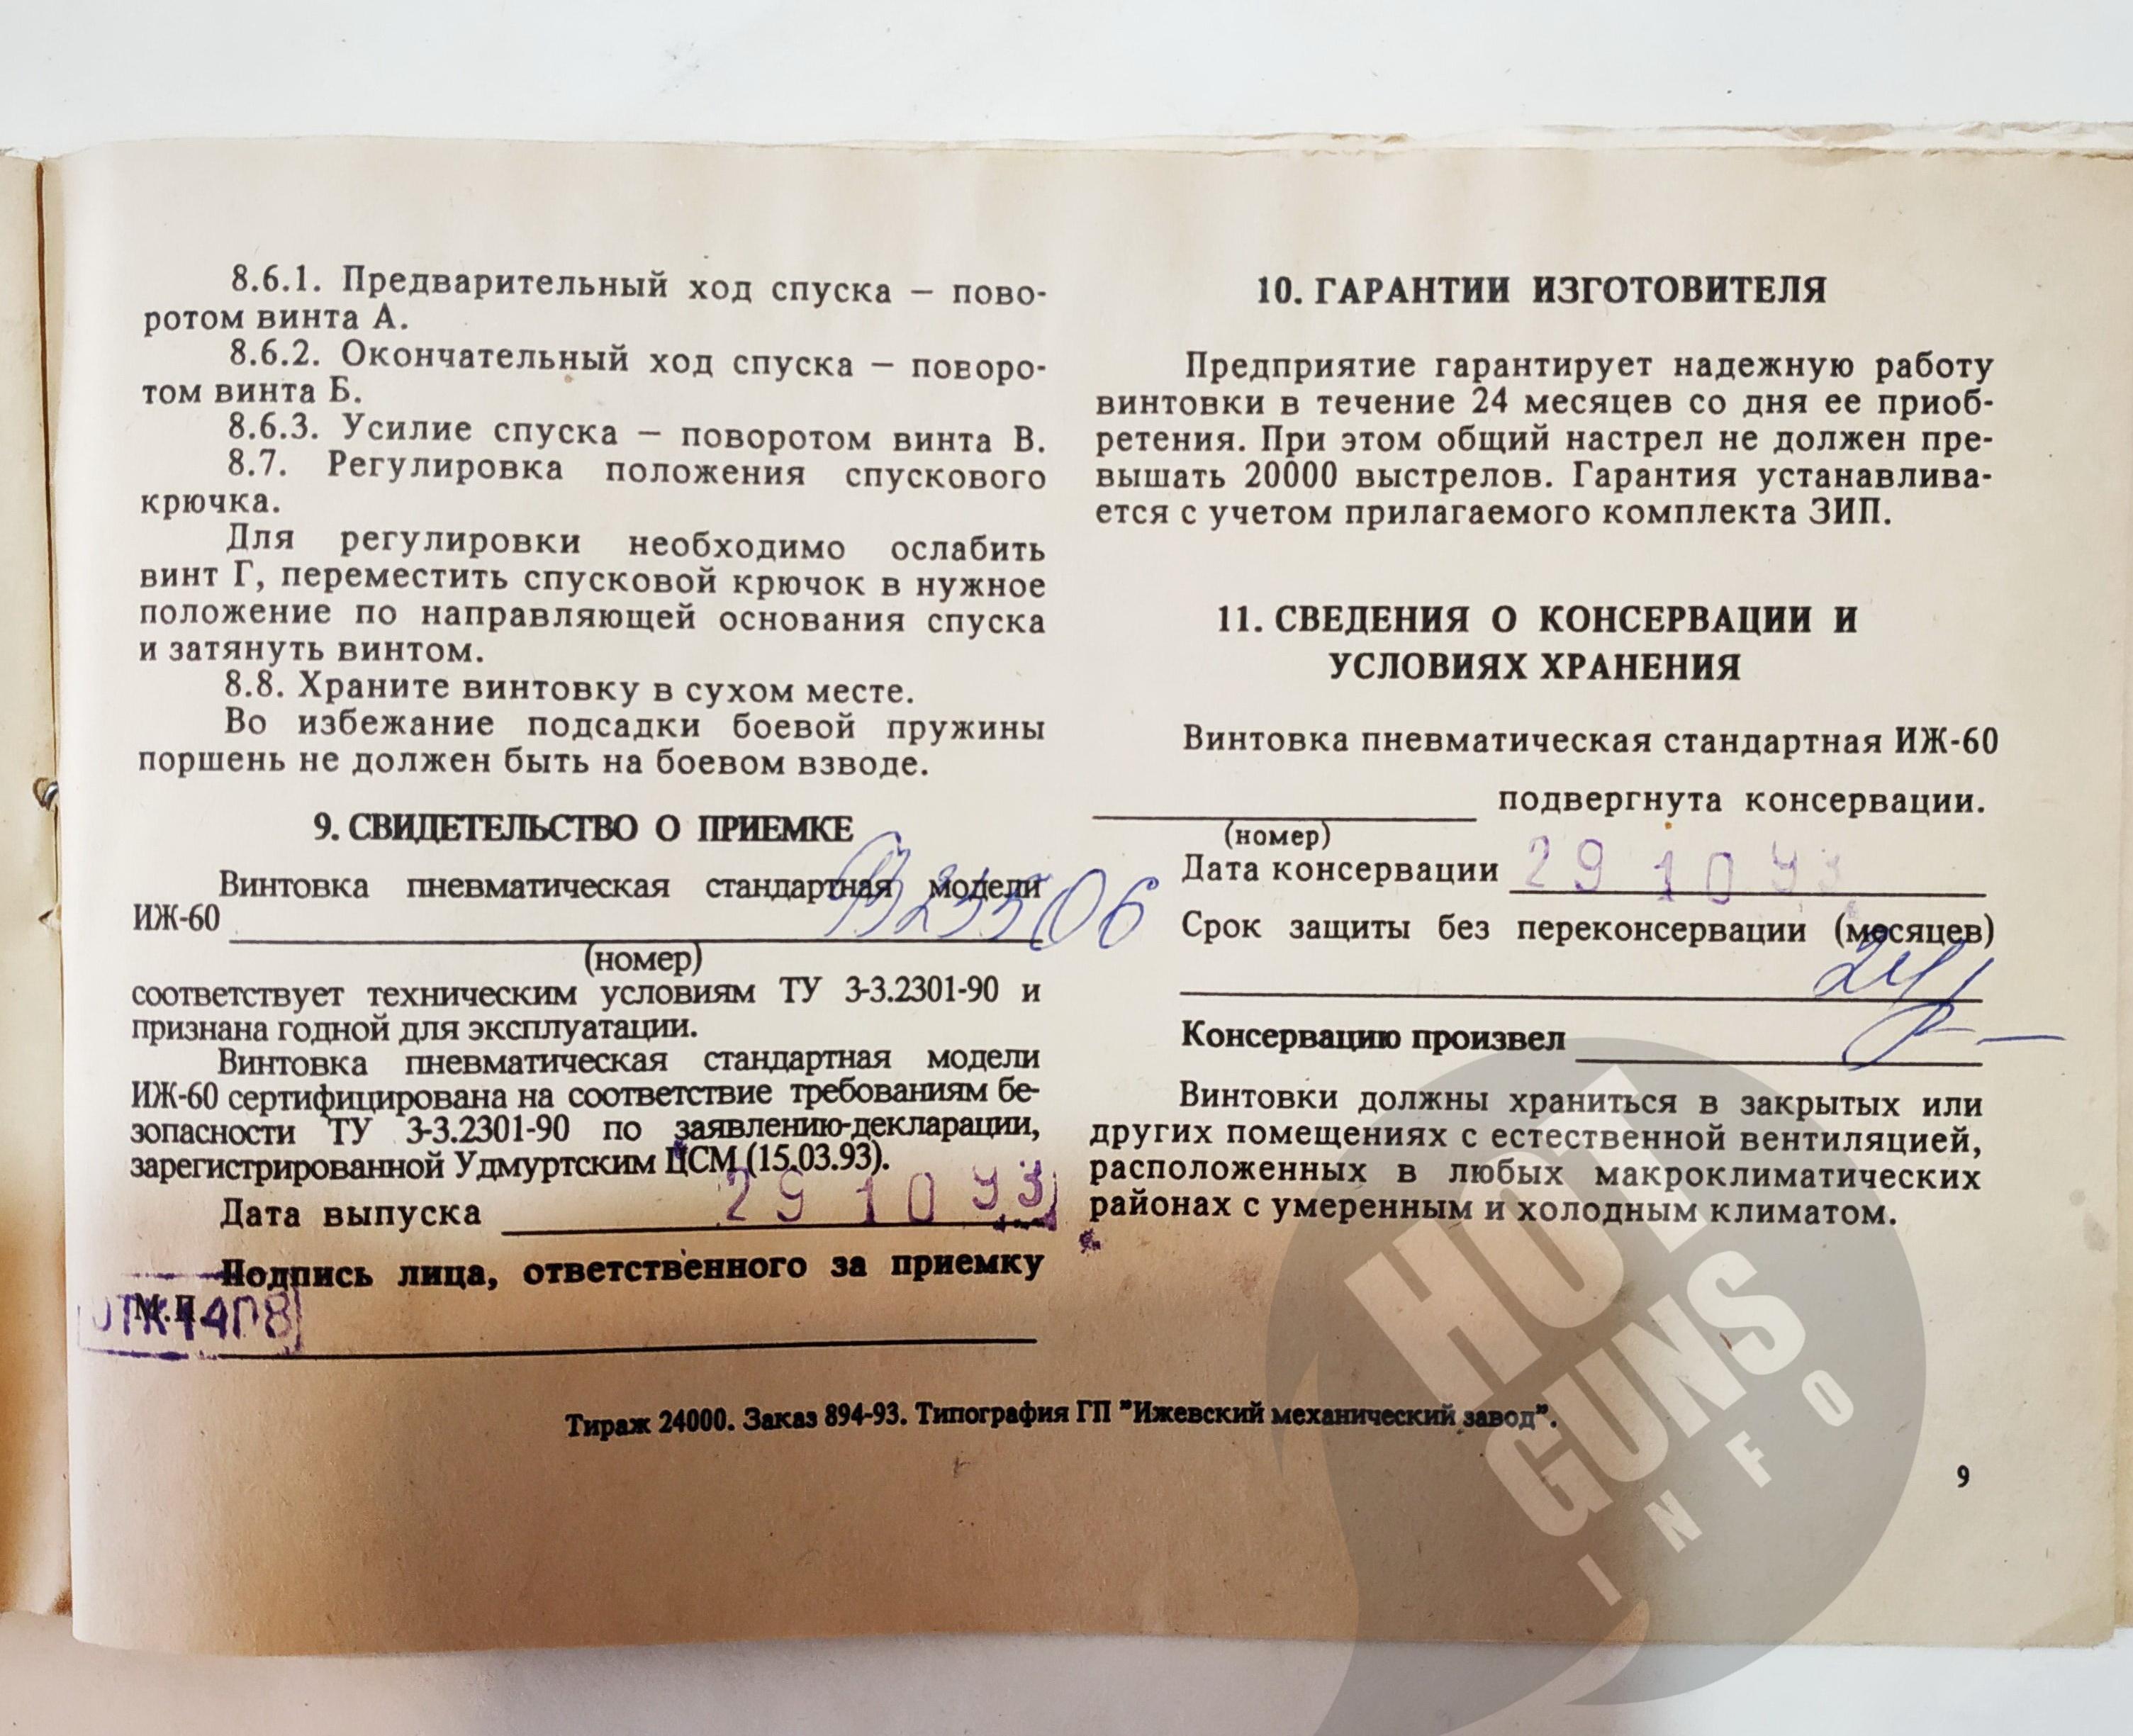 8.6.1. Предварительный ход спуска – пово-
ротом винта А.
8.6.2. Окончательный ход спуска – поворо-
том винта Б.
8.6.3. Усилие спуска – поворотом винта В.
8.7. Регулировка положения спускового
крючка.
Для регулировки необходимо ослабить
винт Г, переместить спусковой крючок в нужное
положение по направляющей основания спуска
и затянуть винтом.
8.8. Храните винтовку в сухом месте.
Во избежание подсадки боевой пружины
поршень не должен быть на боевом взводе.
9. СВИДЕТЕЛЬСТВО О ПРИЕМКЕ
Винтовка пневматическая стандартная модели
ИЖ-60
(номер)
соответствует техническим условиям ТУ 3-3.2301-90 и
признана годной для эксплуатации.
Винтовка пневматическая стандартная модели
ИЖ-60 сертифицирована на соответствие требованиям бе-
зопасности ТУ 3-3.2301-90 по заявлению-декларации,
зарегистрированной Удмуртским ЦСМ (15.03.93).
Дата выпуска 29 10 93
Подпись лица, ответственного за приемку
М.П.
10. ГАРАНТИИ ИЗГОТОВИТЕЛЯ
Предприятие гарантирует надежную работу
винтовки в течение 24 месяцев со дня ее приоб-
ретения. При этом общий настрел не должен пре-
вышать 20000 выстрелов. Гарантия устанавлива-
ется с учетом прилагаемого комплекта ЗИП.
11. СВЕДЕНИЯ О КОНСЕРВАЦИИ И
УСЛОВИЯХ ХРАНЕНИЯ
Винтовка пневматическая стандартная ИЖ-60
подвергнута консервации.
(номер)
Дата консервации 29 10 93
Срок защиты без переконсервации (месяцев)
24
Консервацию произвел
Винтовки должны храниться в закрытых или
других помещениях с естественной вентиляцией,
расположенных в любых макроклиматических
районах с умеренным и холодным климатом.
Тираж 24000. Заказ 894-93. Типография ГП "Ижевский механический завод".
9
HOT
GUNS
INFO